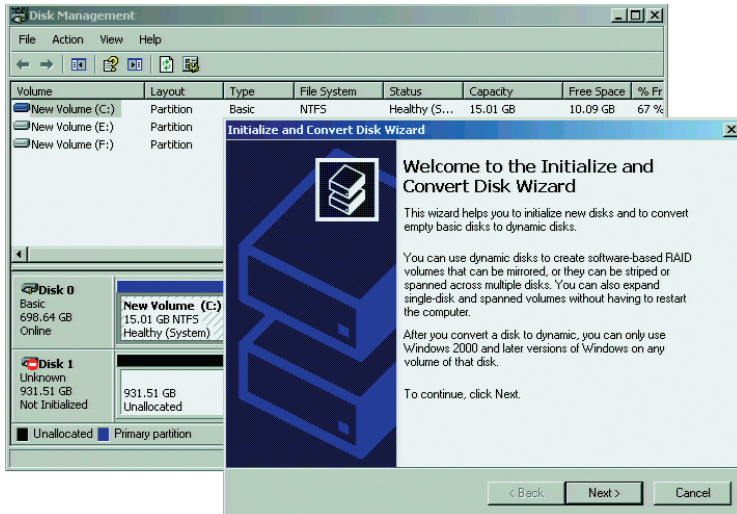 Disk Management
File Action View Help
Volume Layout Type File System Status Capacity Free Space % Fr
New Volume (C:) Partition Basic NTFS Healthy (S... 15.01 GB 10.09 GB 67 %
New Volume (E:) Partition
New Volume (F:) Partition
Disk 0
Basic
698.64 GB
Online
New Volume (C:)
15.01 GB NTFS
Healthy (System)
Disk 1
Unknown
931.51 GB
Not Initialized
931.51 GB
Unallocated
Unallocated Primary partition
Initialize and Convert Disk Wizard
Welcome to the Initialize and
Convert Disk Wizard
This wizard helps you to initialize new disks and to convert
empty basic disks to dynamic disks.
You can use dynamic disks to create software-based RAID
volumes that can be mirrored, or they can be striped or
spanned across multiple disks. You can also expand
single-disk and spanned volumes without having to restart
the computer.
After you convert a disk to dynamic, you can only use
Windows 2000 and later versions of Windows on any
volume of that disk.
To continue, click Next.
< Back Next > Cancel